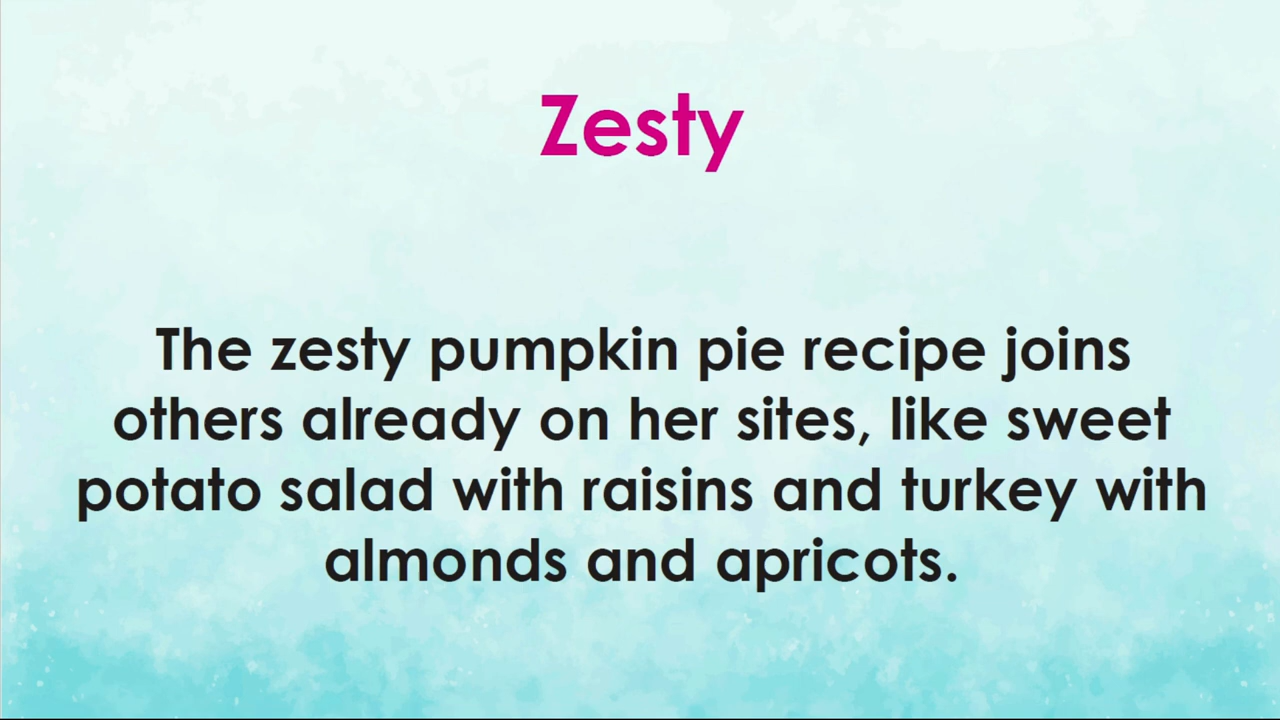 Zesty
The zesty pumpkin pie recipe joins
others already on her sites, like sweet
potato salad with raisins and turkey with
almonds and apricots.